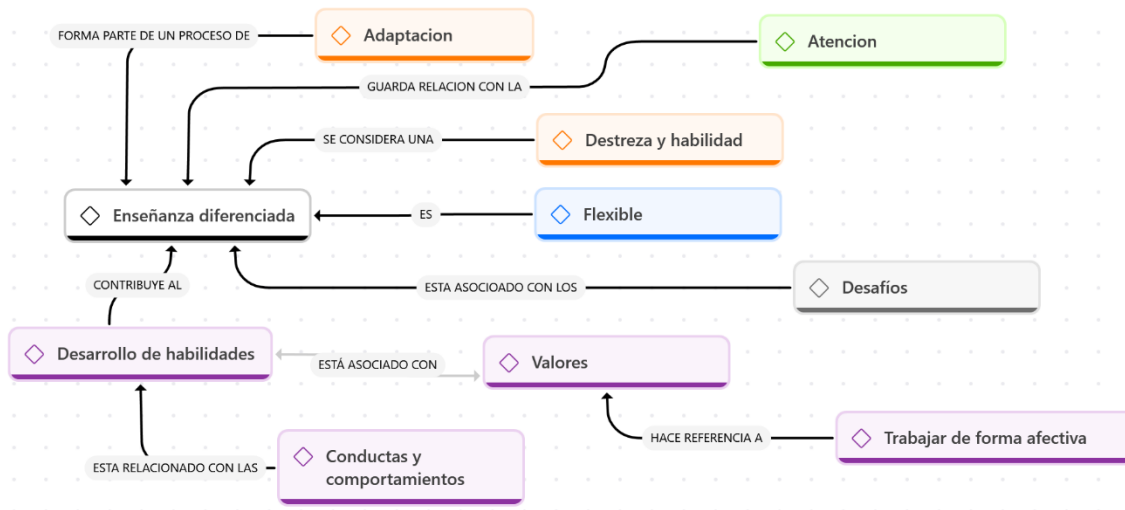 FORMA PARTE DE UN PROCESO DE
Adaptacion
Atencion
GUARDA RELACION CON LA
SE CONSIDERA UNA
Destreza y habilidad
Enseñanza diferenciada
ES
Flexible
CONTRIBUYE AL
ESTA ASOCIOADO CON LOS
Desafíos
Desarrollo de habilidades
ESTÁ ASOCIADO CON
Valores
HACE REFERENCIA A
Trabajar de forma afectiva
ESTA RELACIONADO CON LAS
Conductas y
comportamientos